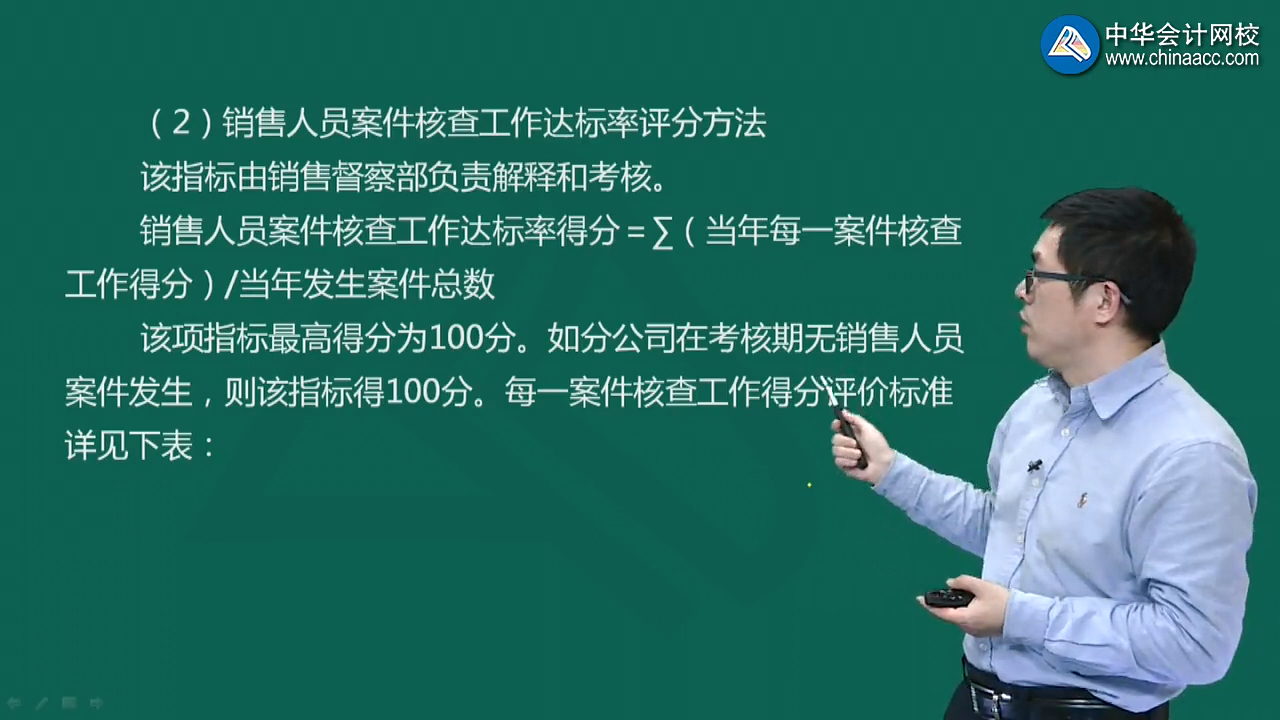 中华会计网校
www.chinaacc.com
（2）销售人员案件核查工作达标率评分方法
该指标由销售督察部负责解释和考核。
销售人员案件核查工作达标率得分＝∑（当年每一案件核查
工作得分）/当年发生案件总数
该项指标最高得分为100分。如分公司在考核期无销售人员
案件发生，则该指标得100分。每一案件核查工作得分评价标准
详见下表：